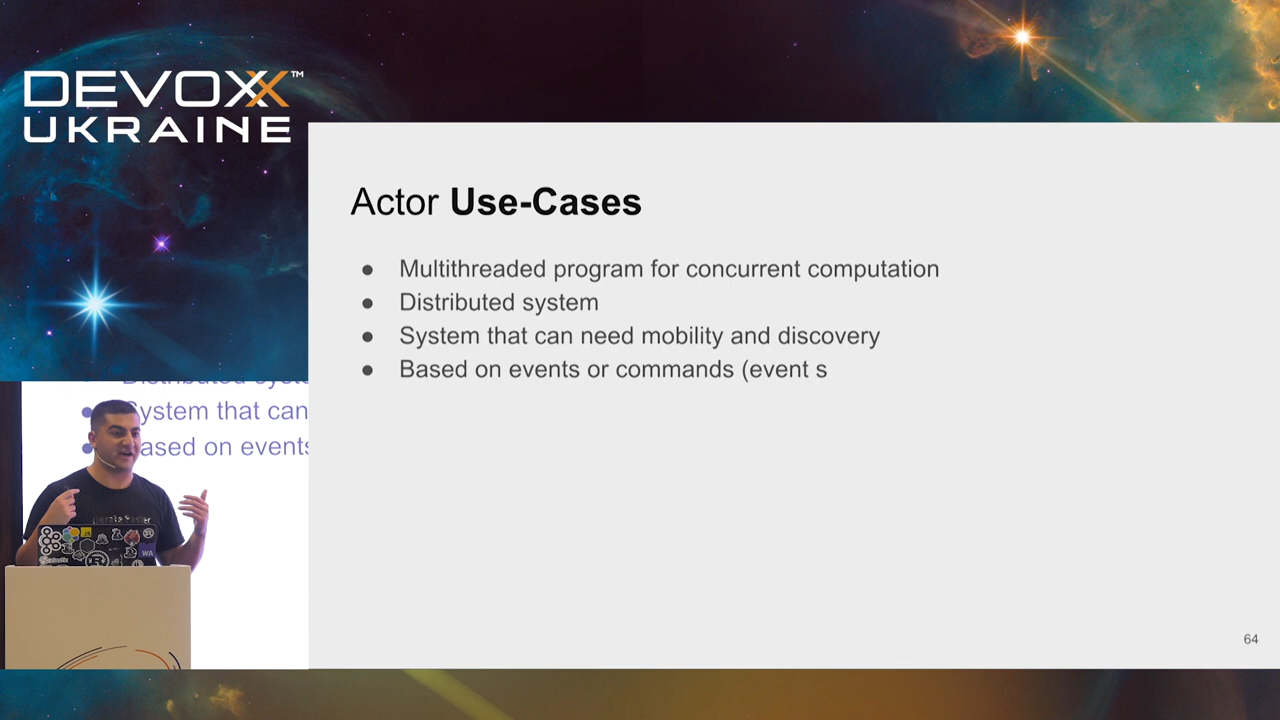 DEVOXX™
UKRAINE
Actor Use-Cases
● Multithreaded program for concurrent computation
● Distributed system
● System that can need mobility and discovery
● Based on events or commands (event s
System that can
ased on events
WA
64